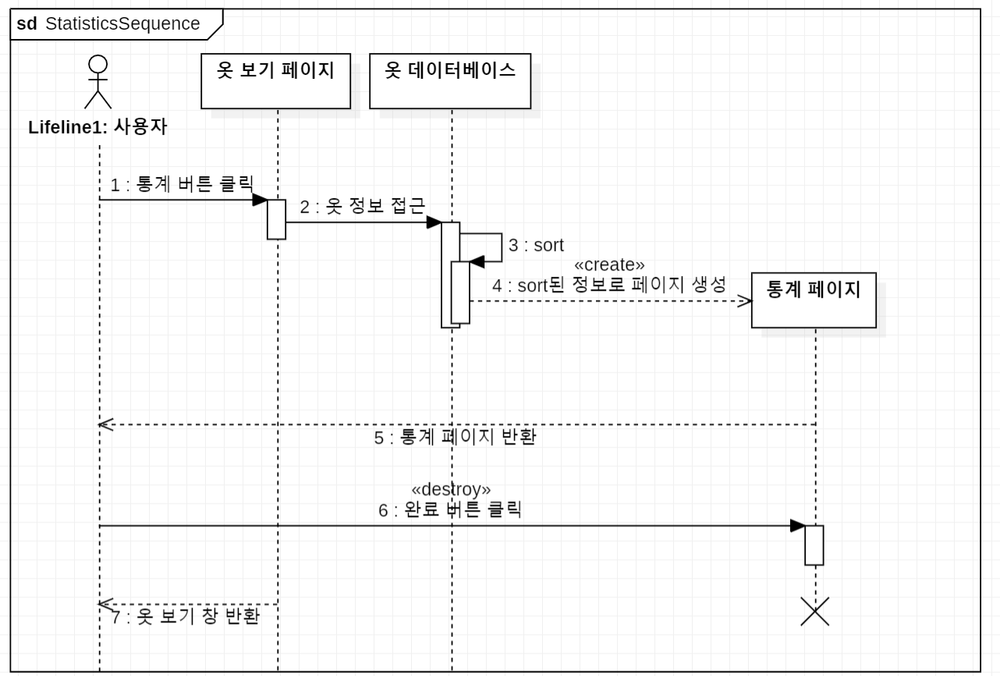 sd StatisticsSequence
옷 보기 페이지
옷 데이터베이스
Lifeline1: 사용자
1 : 통계 버튼 클릭
2 : 옷 정보 접근
3 : sort
«create»
4 : sort된 정보로 페이지 생성
통계 페이지
5 : 통계 페이지 반환
«destroy»
6 : 완료 버튼 클릭
7 : 옷 보기 창 반환